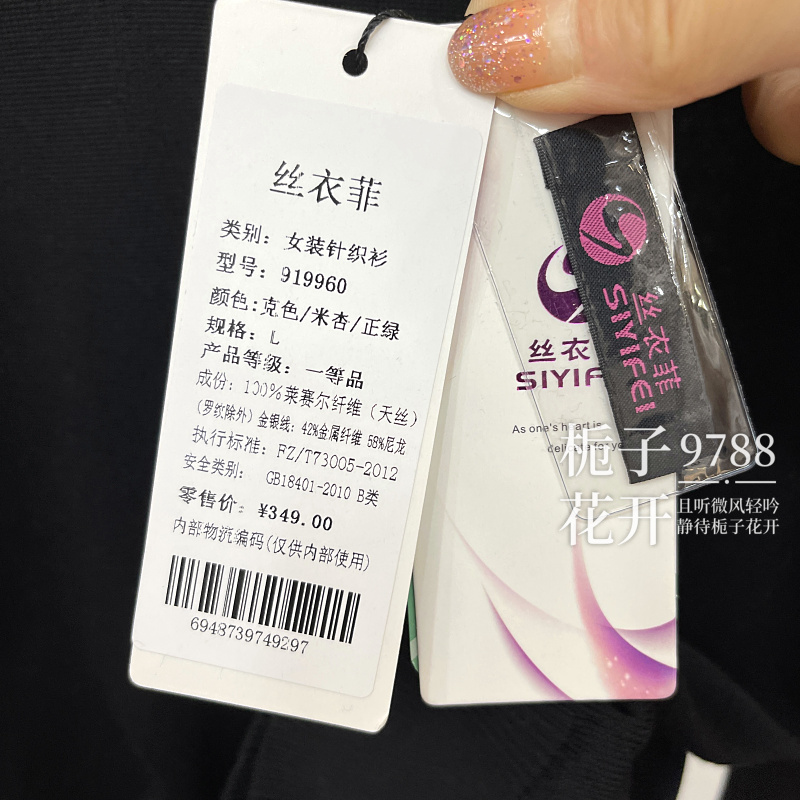 丝衣菲
类别：女装针织衫
型号：919960
颜色:克色/米杏/正绿
规格：L
产品等级：一等品
成份：100%莱赛尔纤维（天丝）
（罗纹除外）金银线：42%金属纤维 58%尼龙
执行标准：FZ/T73005-2012
安全类别： GB18401-2010 B类
零售价：¥349.00
内部物流编码(仅供内部使用)
6948739749297
丝衣
SIYIF
As one's heart is
delicate for yo
丝衣菲
SIYIFEI
栀子9788
花开
且听微风轻吟
静待栀子花开